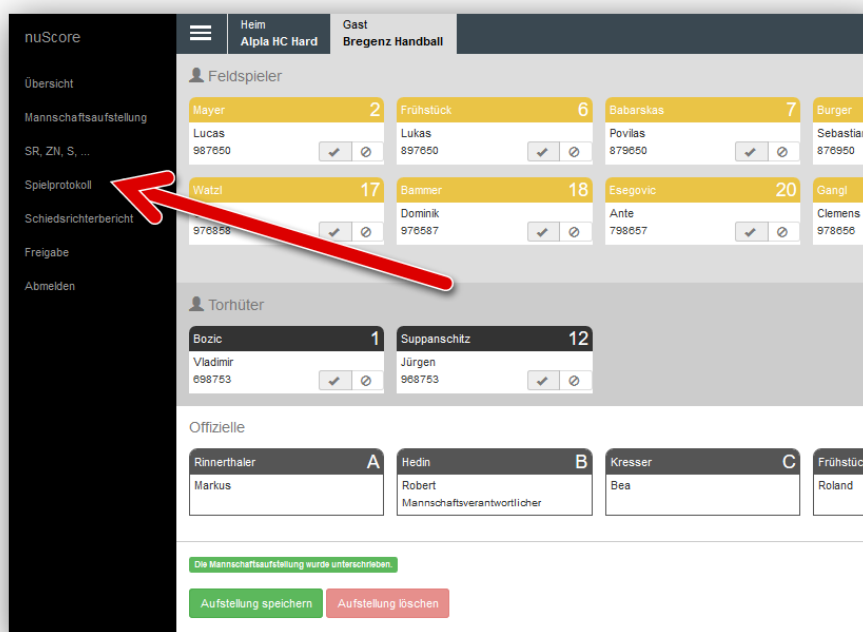 nuScore
Übersicht
Mannschaftsaufstellung
SR, ZN, S, ...
Spielprotokoll
Schiedsrichterbericht
Freigabe
Abmelden
Heim
Alpla HC Hard
Gast
Bregenz Handball
Feldspieler
Mayer 2
Lucas
987650
Frühstück 6
Lukas
897650
Babarskas 7
Povilas
879650
Burger
Sebastian
876950
Watzl 17
976858
Bammer 18
Dominik
976587
Esegovic 20
Ante
798657
Gangl
Clemens
978656
Torhüter
Bozic 1
Vladimir
698753
Suppanschitz 12
Jürgen
968753
Offizielle
Rinnerthaler A
Markus
Hedin B
Robert
Mannschaftsverantwortlicher
Kresser C
Bea
Frühstüc
Roland
Die Mannschaftsaufstellung wurde unterschrieben.
Aufstellung speichern
Aufstellung löschen